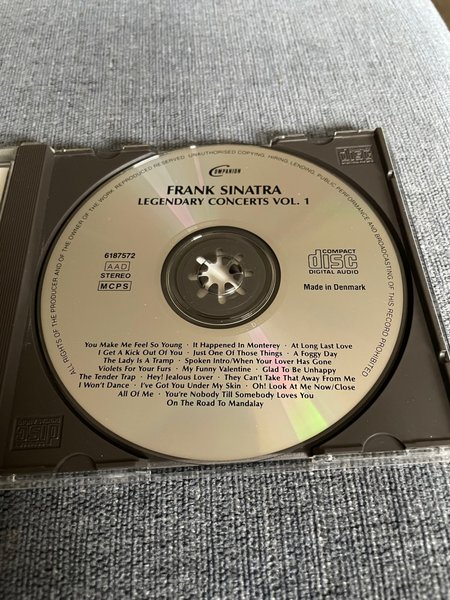 COMPANION
FRANK SINATRA
LEGENDARY CONCERTS VOL. 1
ALL RIGHTS OF THE PRODUCER AND OF THE OWNER OF THE WORK REPRODUCED RESERVED. UNAUTHORISED COPYING, HIRING, LENDING, PUBLIC PERFORMANCE AND BROADCASTING OF THIS RECORD PROHIBITED
6187572
AAD
STEREO
MCPS
COMPACT
disc
DIGITAL AUDIO
Made in Denmark
You Make Me Feel So Young · It Happened In Monterey · At Long Last Love
I Get A Kick Out Of You · Just One Of Those Things · A Foggy Day
The Lady Is A Tramp · Spoken Intro/When Your Lover Has Gone
Violets For Your Furs · My Funny Valentine · Glad To Be Unhappy
The Tender Trap · Hey! Jealous Lover · They Can't Take That Away From Me
I Won't Dance · I've Got You Under My Skin · Oh! Look At Me Now/Close
All Of Me · You're Nobody Till Somebody Loves You
On The Road To Mandalay